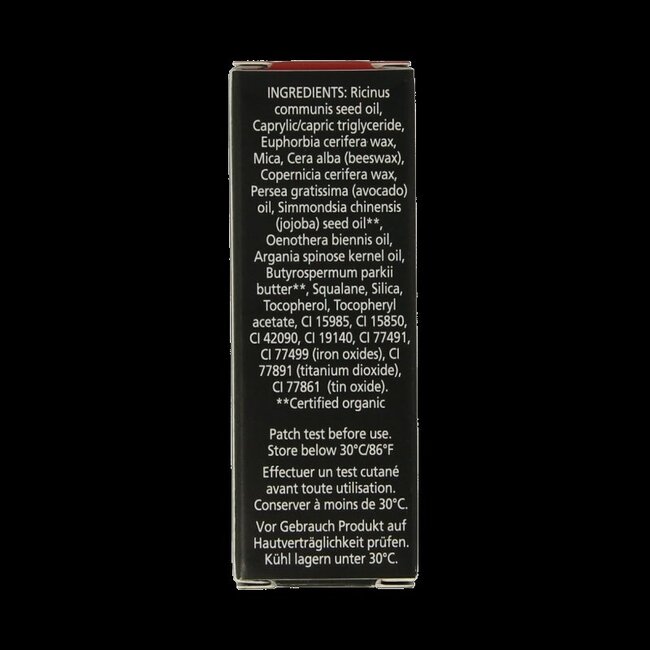 INGREDIENTS: Ricinus
communis seed oil,
Caprylic/capric triglyceride,
Euphorbia cerifera wax,
Mica, Cera alba (beeswax),
Copernicia cerifera wax,
Persea gratissima (avocado)
oil, Simmondsia chinensis
(jojoba) seed oil**,
Oenothera biennis oil,
Argania spinose kernel oil,
Butyrospermum parkii
butter**, Squalane, Silica,
Tocopherol, Tocopheryl
acetate, CI 15985, CI 15850,
CI 42090, CI 19140, CI 77491,
CI 77499 (iron oxides), CI
77891 (titanium dioxide),
CI 77861 (tin oxide).
**Certified organic
Patch test before use.
Store below 30°C/86°F
Effectuer un test cutané
avant toute utilisation.
Conserver à moins de 30°C.
Vor Gebrauch Produkt auf
Hautverträglichkeit prüfen.
Kühl lagern unter 30°C.